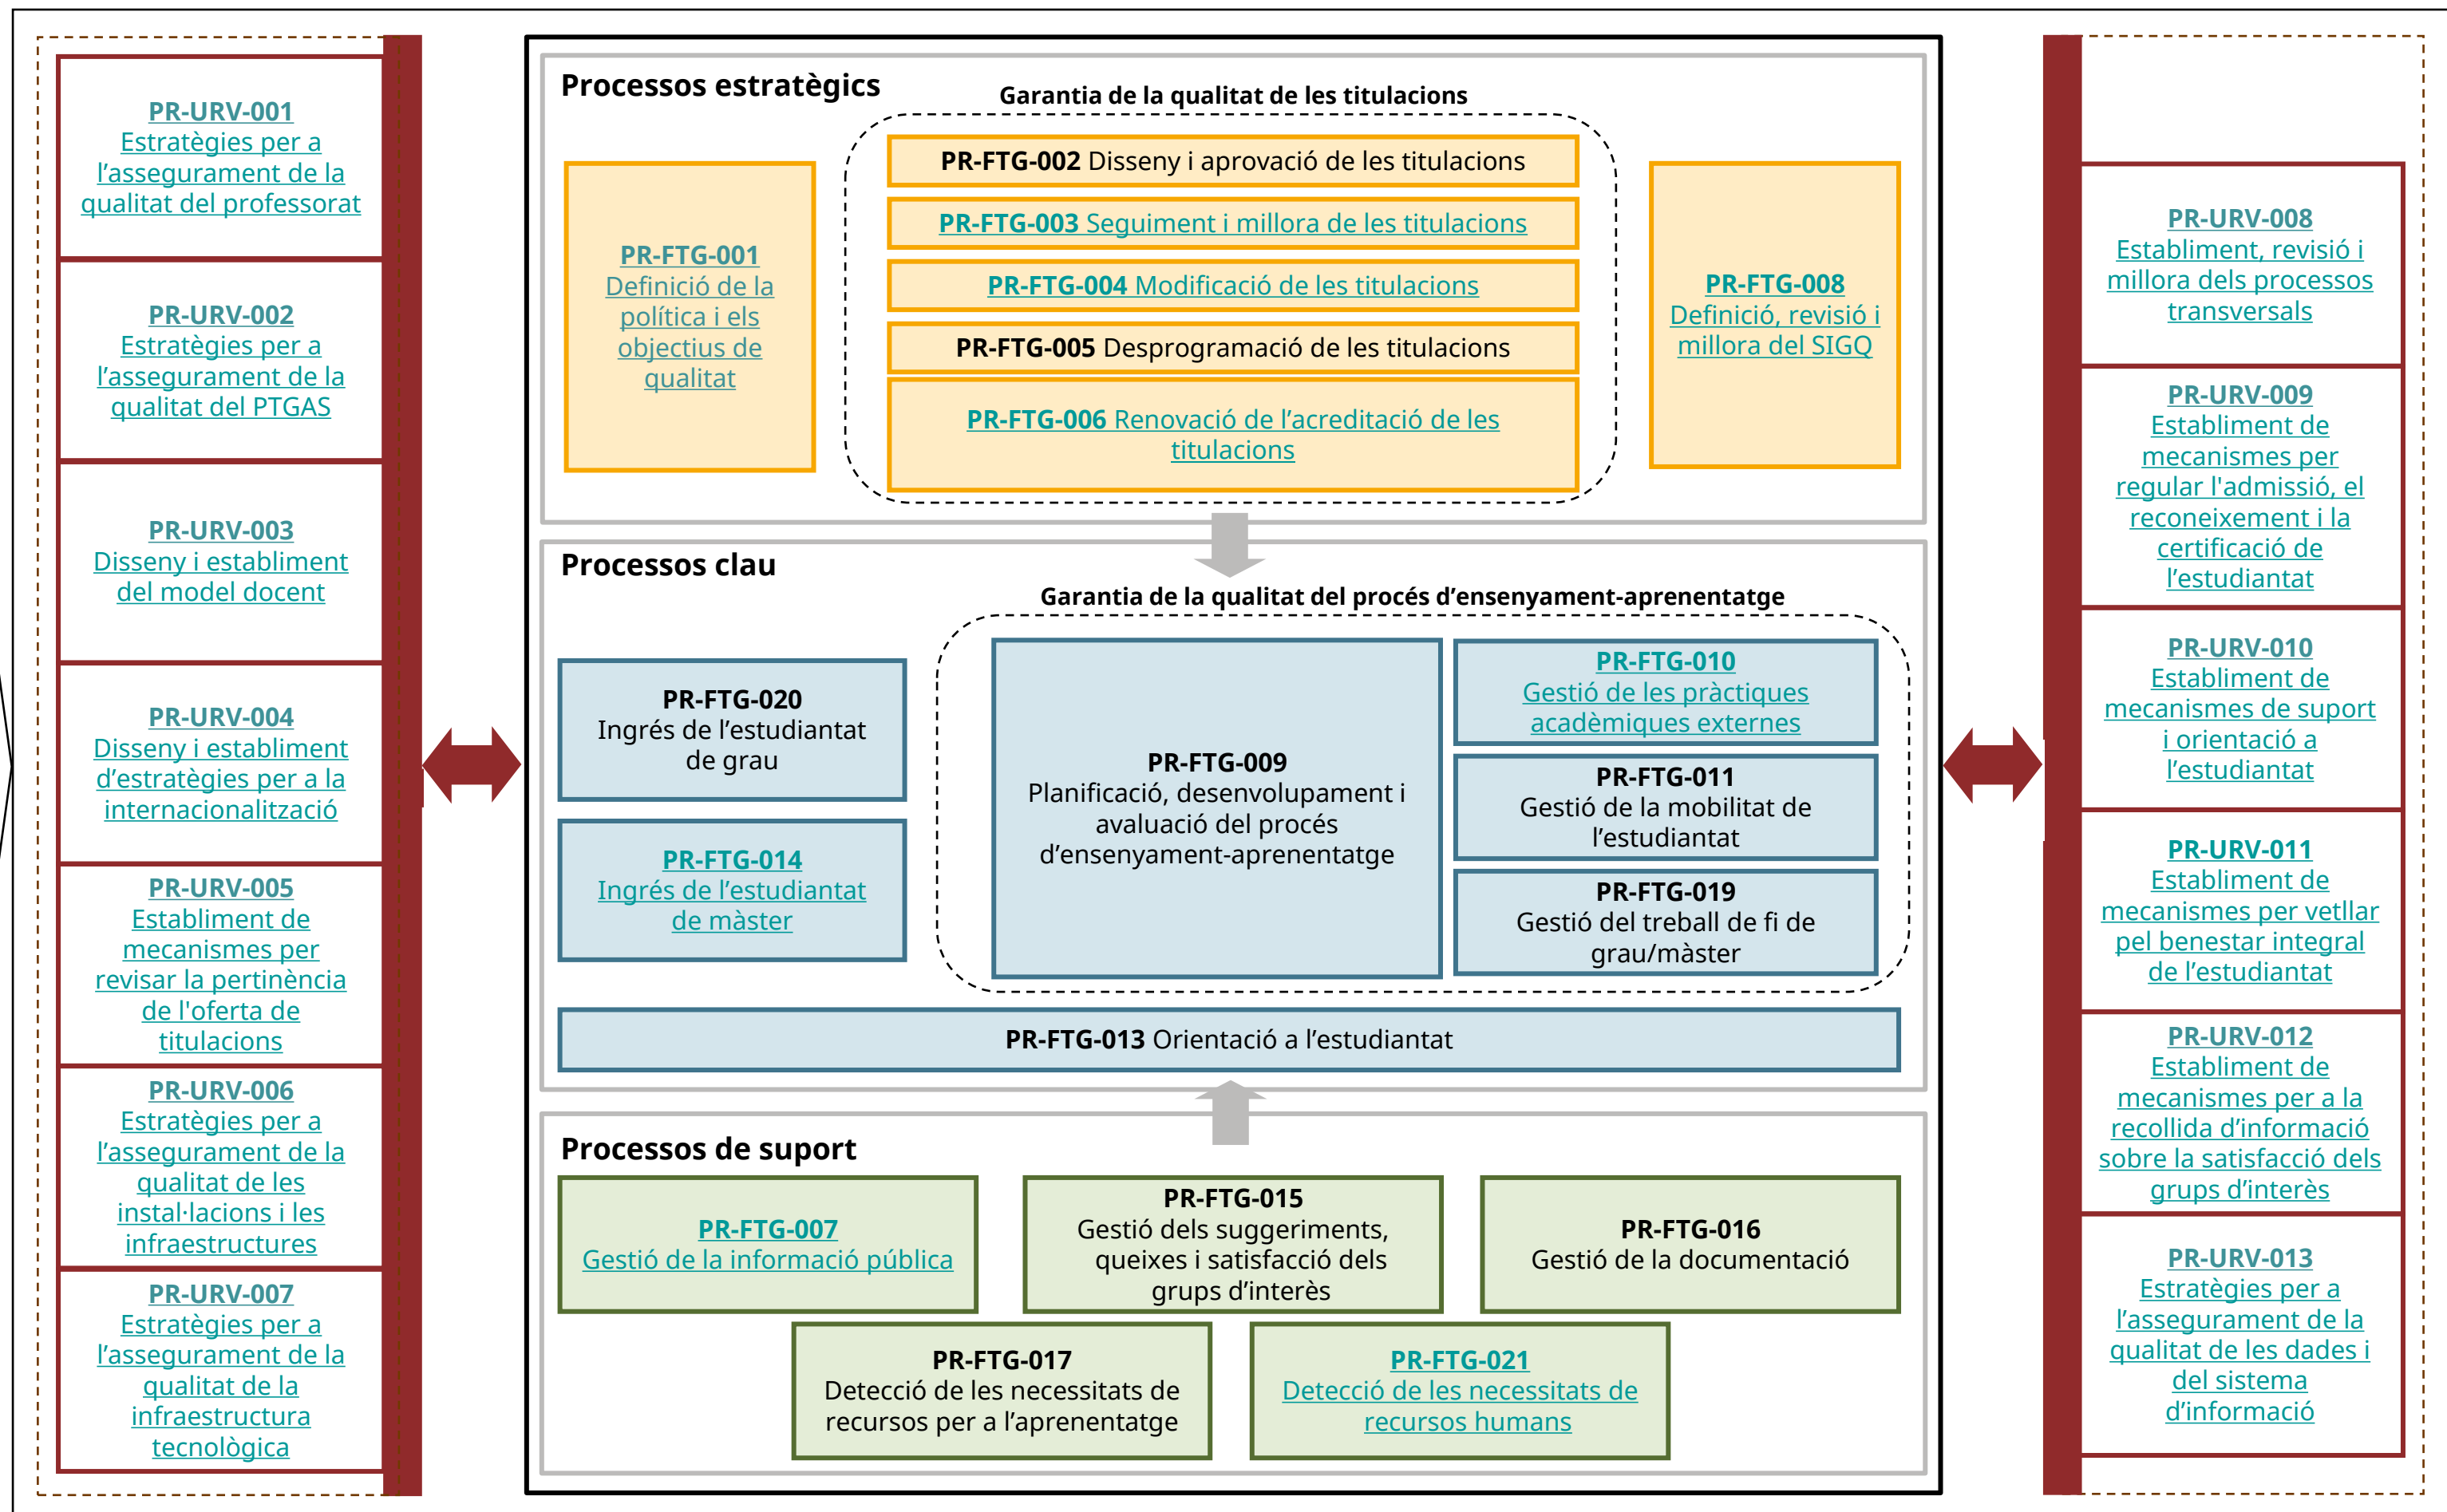 PR-URV-001
Estratègies per a
l’assegurament de la
qualitat del professorat
PR-URV-002
Estratègies per a
l’assegurament de la
qualitat del PTGAS
PR-URV-003
Disseny i establiment
del model docent
PR-URV-004
Disseny i establiment
d’estratègies per a la
internacionalització
PR-URV-005
Establiment de
mecanismes per
revisar la pertinència
de l'oferta de
titulacions
PR-URV-006
Estratègies per a
l’assegurament de la
qualitat de les
instal·lacions i les
infraestructures
PR-URV-007
Estratègies per a
l’assegurament de la
qualitat de la
infraestructura
tecnològica
Processos estratègics
Garantia de la qualitat de les titulacions
PR-FTG-001
Definició de la
política i els
objectius de
qualitat
PR-FTG-002 Disseny i aprovació de les titulacions
PR-FTG-003 Seguiment i millora de les titulacions
PR-FTG-004 Modificació de les titulacions
PR-FTG-005 Desprogramació de les titulacions
PR-FTG-006 Renovació de l’acreditació de les
titulacions
PR-FTG-008
Definició, revisió i
millora del SIGQ
Processos clau
Garantia de la qualitat del procés d’ensenyament-aprenentatge
PR-FTG-020
Ingrés de l’estudiantat
de grau
PR-FTG-014
Ingrés de l’estudiantat
de màster
PR-FTG-009
Planificació, desenvolupament i
avaluació del procés
d’ensenyament-aprenentatge
PR-FTG-010
Gestió de les pràctiques
acadèmiques externes
PR-FTG-011
Gestió de la mobilitat de
l’estudiantat
PR-FTG-019
Gestió del treball de fi de
grau/màster
PR-FTG-013 Orientació a l’estudiantat
Processos de suport
PR-FTG-007
Gestió de la informació pública
PR-FTG-015
Gestió dels suggeriments,
queixes i satisfacció dels
grups d’interès
PR-FTG-016
Gestió de la documentació
PR-FTG-017
Detecció de les necessitats de
recursos per a l’aprenentatge
PR-FTG-021
Detecció de les necessitats de
recursos humans
PR-URV-008
Establiment, revisió i
millora dels processos
transversals
PR-URV-009
Establiment de
mecanismes per
regular l'admissió, el
reconeixement i la
certificació de
l’estudiantat
PR-URV-010
Establiment de
mecanismes de suport
i orientació a
l’estudiantat
PR-URV-011
Establiment de
mecanismes per vetllar
pel benestar integral
de l’estudiantat
PR-URV-012
Establiment de
mecanismes per a la
recollida d’informació
sobre la satisfacció dels
grups d’interès
PR-URV-013
Estratègies per a
l’assegurament de la
qualitat de les dades i
del sistema
d’informació